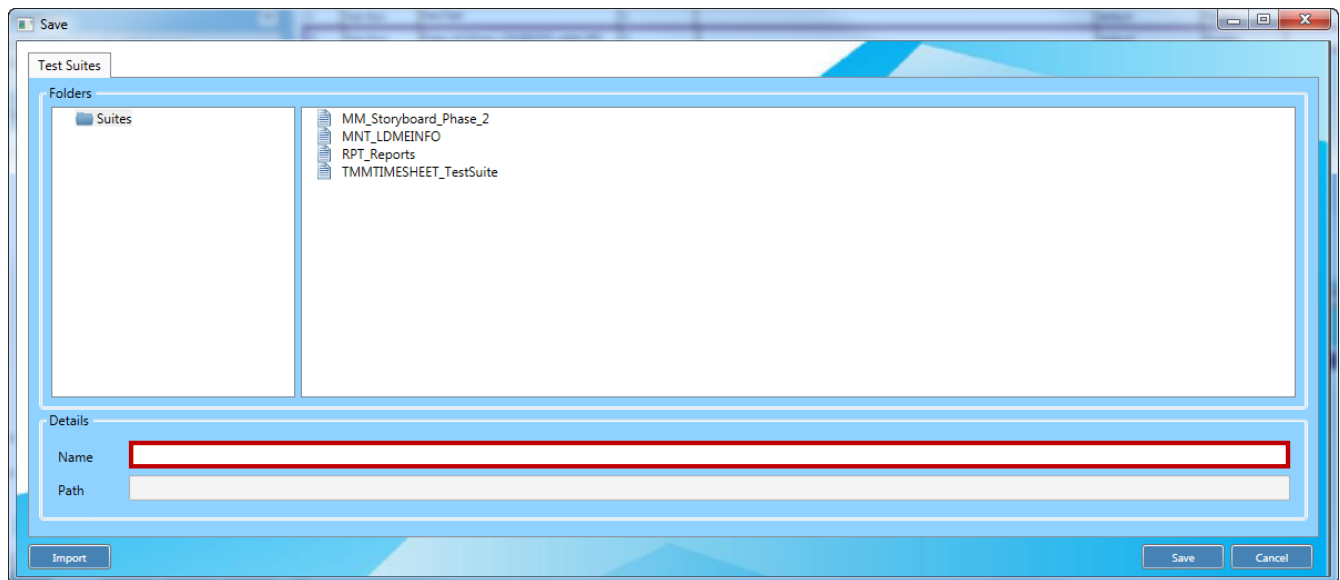 Save
Test Suites
Folders
Suites
MM_Storyboard_Phase_2
MNT_LDMEINFO
RPT_Reports
TMMTIMESHEET_TestSuite
Details
Name
Path
Import
Save
Cancel